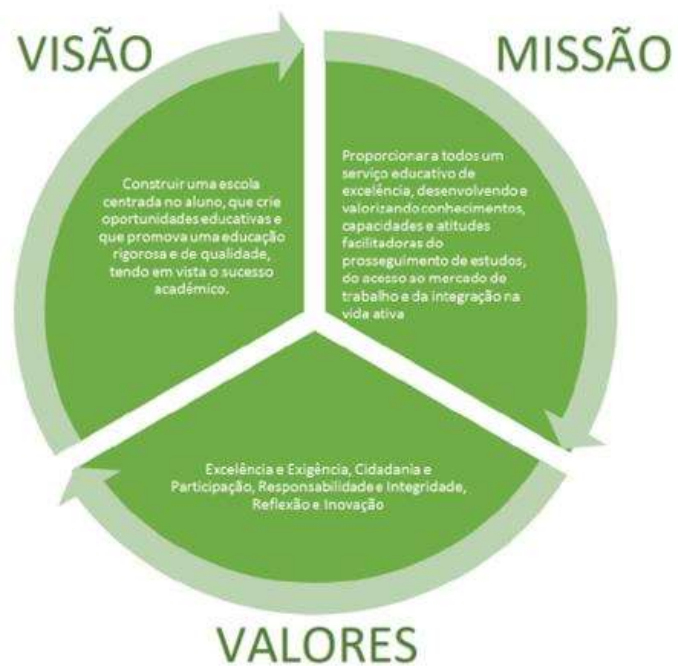 VISÃO
Construir uma escola
centrada no aluno, que crie
oportunidades educativas e
que promova uma educação
rigorosa e de qualidade,
tendo em vista o sucesso
académico.
MISSÃO
Proporcionar a todos um
serviço educativo de
excelência, desenvolvendo e
valorizando conhecimentos,
capacidades e atitudes
facilitadoras do
prosseguimento de estudos,
do acesso ao mercado de
trabalho e da integração na
vida ativa
Excelência e Exigência, Cidadania e
Participação, Responsabilidade e Integridade,
Reflexão e Inovação
VALORES